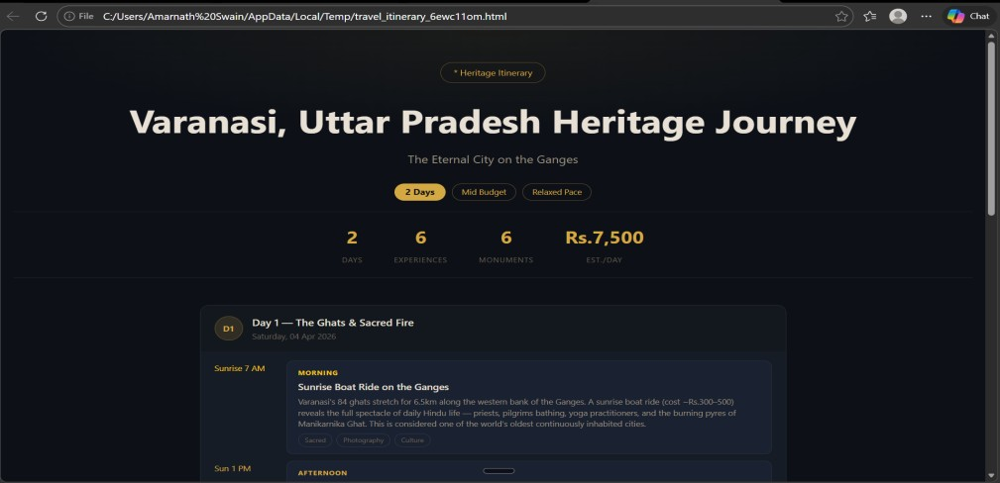 File C:/Users/Amarnath%20Swain/AppData/Local/Temp/travel_itinerary_6ewc11om.html
Chat
* Heritage Itinerary
Varanasi, Uttar Pradesh Heritage Journey
The Eternal City on the Ganges
2 Days Mid Budget Relaxed Pace
2 6 6 Rs.7,500
DAYS EXPERIENCES MONUMENTS EST./DAY
D1 Day 1 — The Ghats & Sacred Fire
Saturday, 04 Apr 2026
Sunrise 7 AM MORNING
Sunrise Boat Ride on the Ganges
Varanasi's 84 ghats stretch for 6.5km along the western bank of the Ganges. A sunrise boat ride (cost ~Rs.300–500)
reveals the full spectacle of daily Hindu life — priests, pilgrims bathing, yoga practitioners, and the burning pyres of
Manikarnika Ghat. This is considered one of the world's oldest continuously inhabited cities.
Sacred Photography Culture
Sun 1 PM AFTERNOON